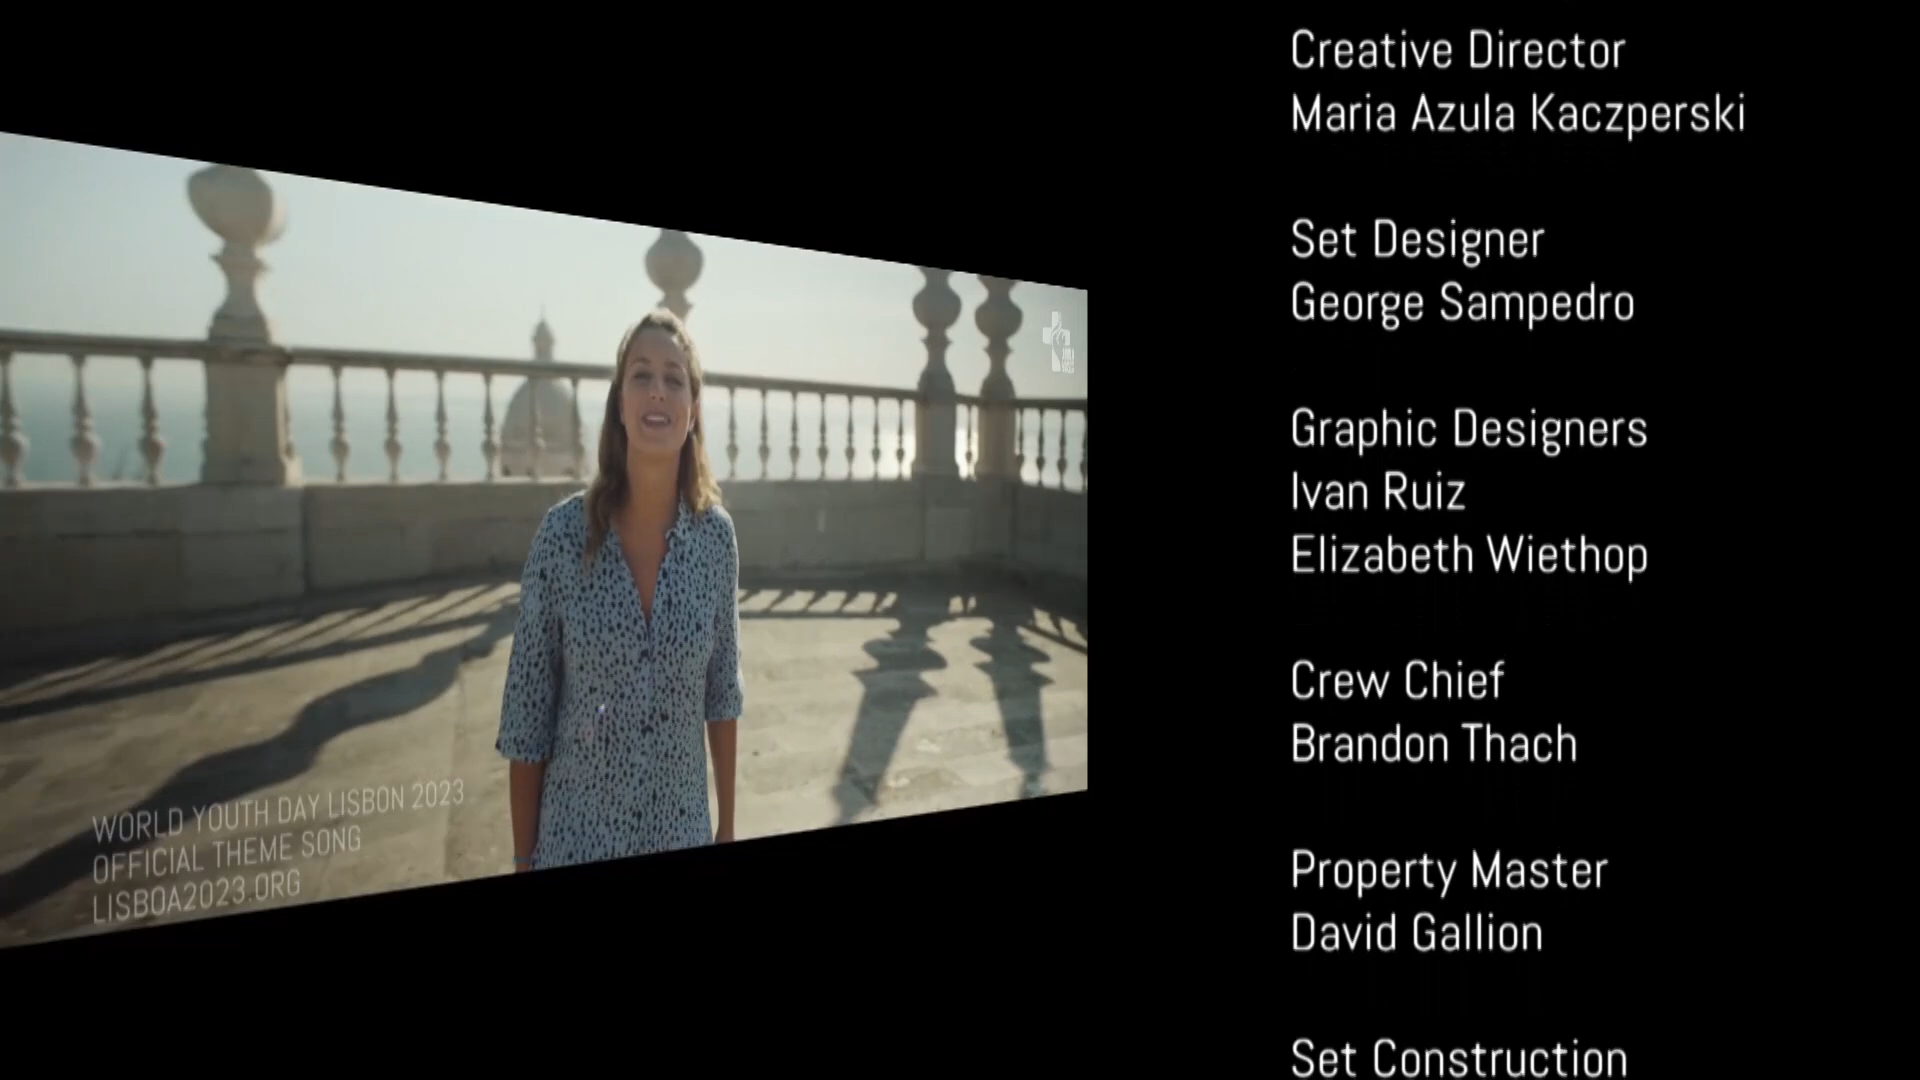 Creative Director
Maria Azula Kaczperski
Set Designer
George Sampedro
Graphic Designers
Ivan Ruiz
Elizabeth Wiethop
Crew Chief
Brandon Thach
Property Master
David Gallion
Set Construction
WORLD YOUTH DAY LISBON 2023
OFFICIAL THEME SONG
LISBOA2023.ORG